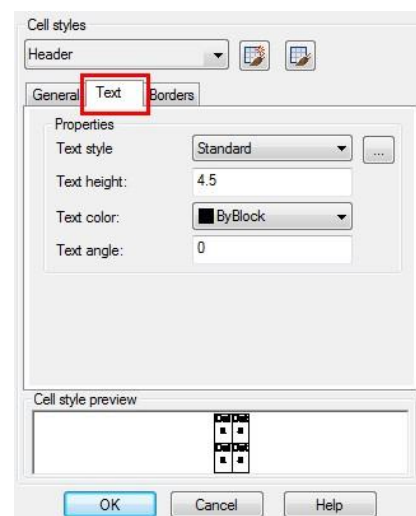 Cell styles
Header
General Text Borders
Properties
Text style Standard ...
Text height: 4.5
Text color: ByBlock
Text angle: 0
Cell style preview
OK Cancel Help